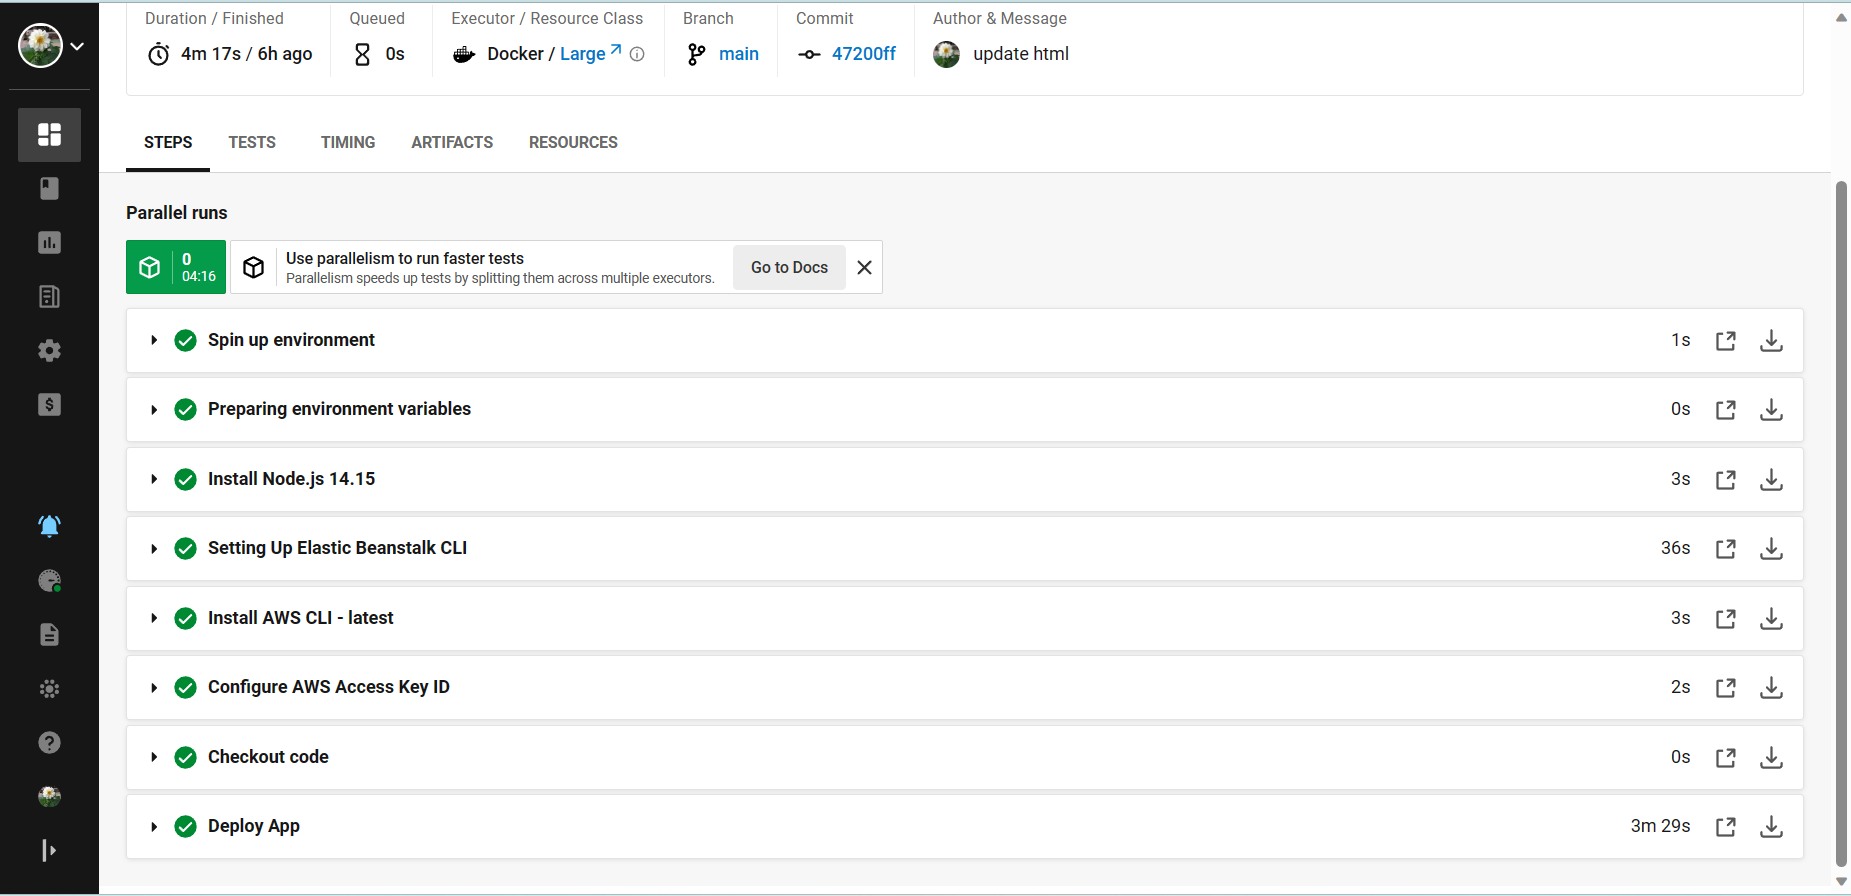 Duration / Finished
4m 17s / 6h ago
Queued
0s
Executor / Resource Class
Docker / Large
Branch
main
Commit
47200ff
Author & Message
update html
STEPS TESTS TIMING ARTIFACTS RESOURCES
Parallel runs
0
04:16
Use parallelism to run faster tests
Parallelism speeds up tests by splitting them across multiple executors.
Go to Docs
Spin up environment 1s
Preparing environment variables 0s
Install Node.js 14.15 3s
Setting Up Elastic Beanstalk CLI 36s
Install AWS CLI - latest 3s
Configure AWS Access Key ID 2s
Checkout code 0s
Deploy App 3m 29s